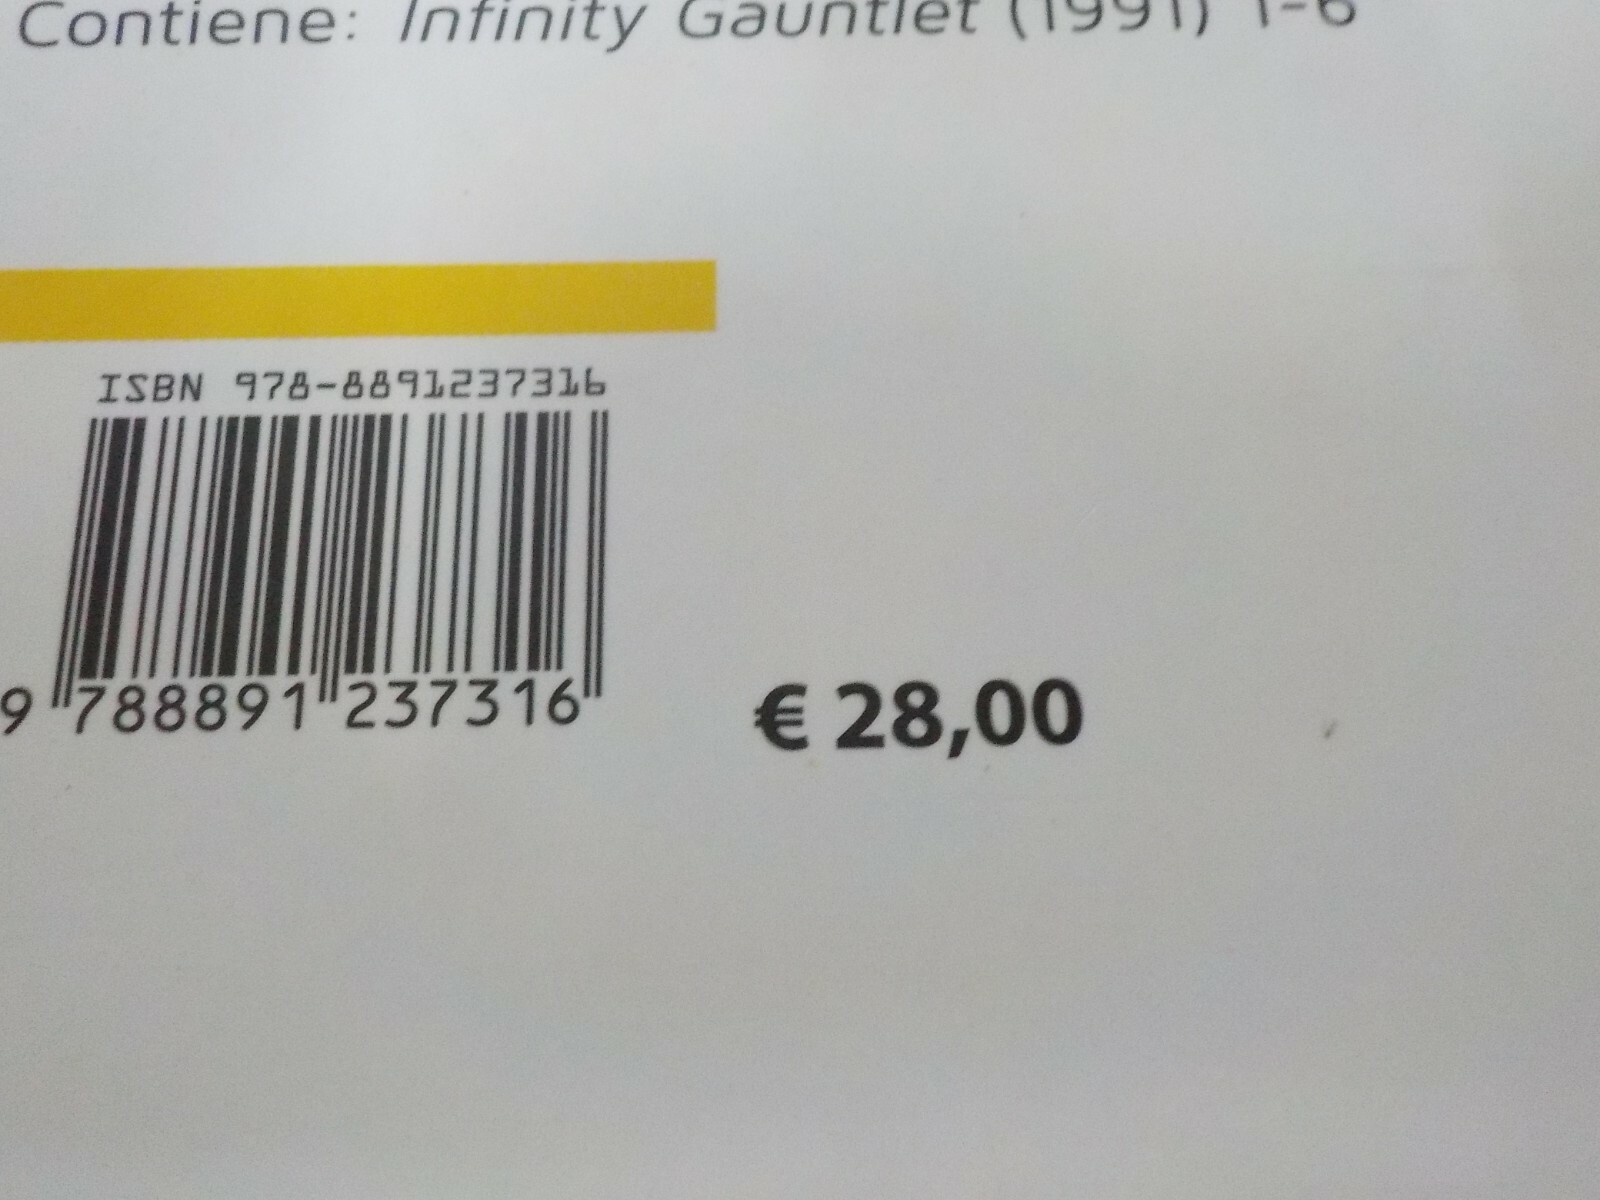 Contiene: Infinity Gauntlet (1991) 1-6
ISBN 978-8891237316
9 788891 237316
€ 28,00